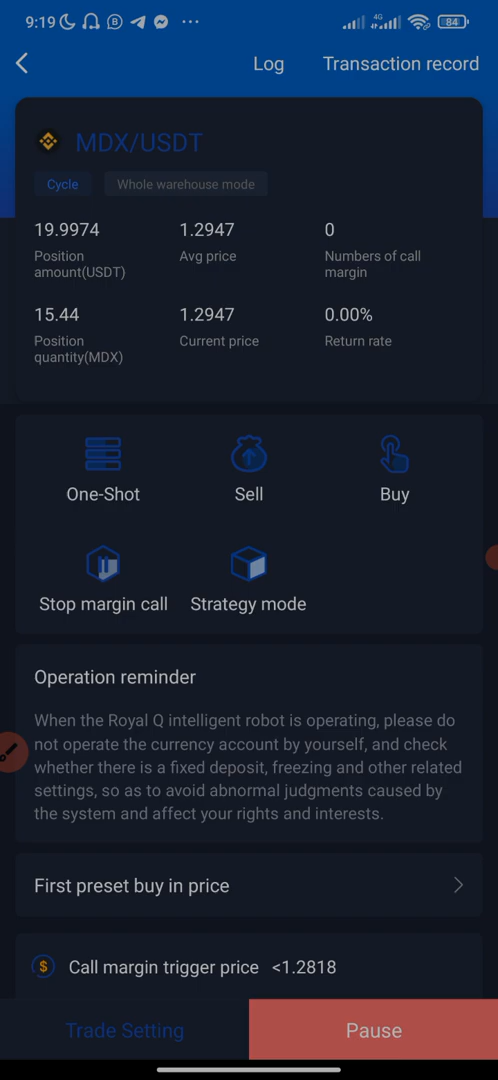 9:19
4G
84
Log
Transaction record
MDX/USDT
Cycle
Whole warehouse mode
19.9974
1.2947
0
Position amount(USDT)
Avg price
Numbers of call margin
15.44
1.2947
0.00%
Position quantity(MDX)
Current price
Return rate
One-Shot
Sell
Buy
Stop margin call
Strategy mode
Operation reminder
When the Royal Q intelligent robot is operating, please do
not operate the currency account by yourself, and check
whether there is a fixed deposit, freezing and other related
settings, so as to avoid abnormal judgments caused by
the system and affect your rights and interests.
First preset buy in price
Call margin trigger price <1.2818
Trade Setting
Pause